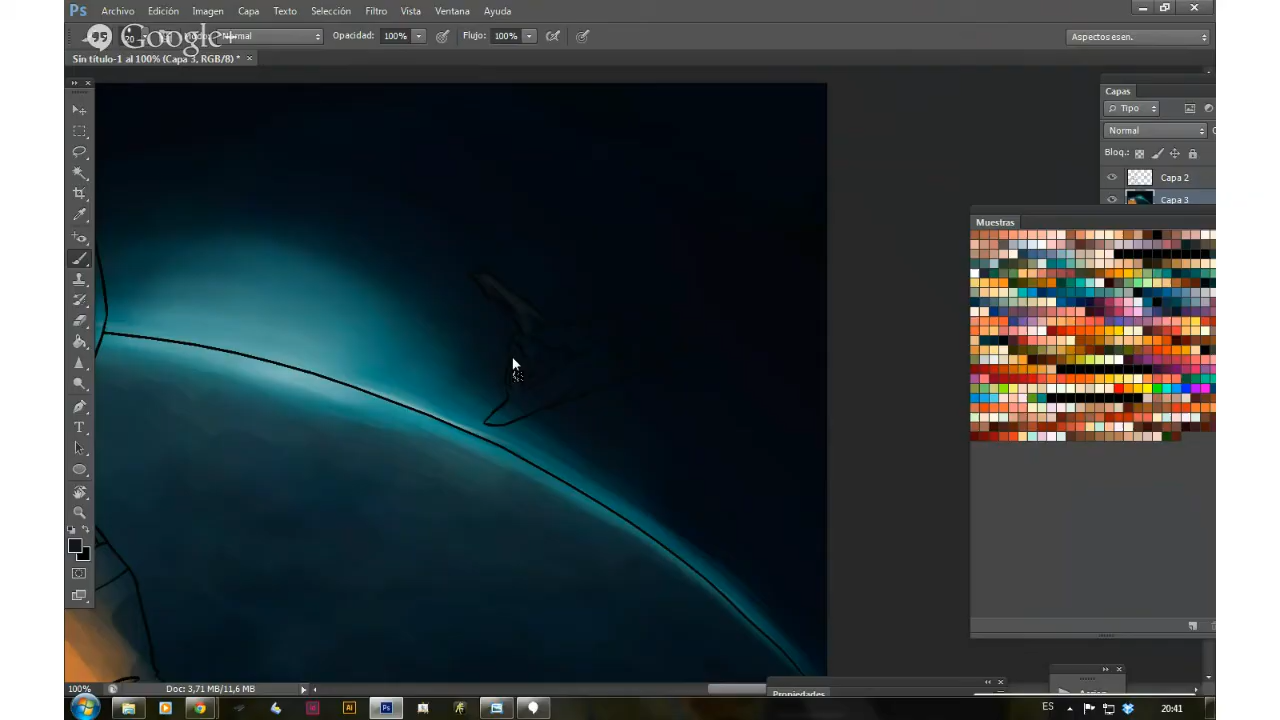 Ps Archivo Edición Imagen Capa Texto Selección Filtro Vista Ventana Ayuda
Google+
Normal Opacidad: 100% Flujo: 100% Aspectos esen.
Sin título-1 al 100% (Capa 3, RGB/8) *
Capas
Tipo
Normal
Bloq.:
Capa 2
Capa 3
Muestras
T
100% Doc: 3,71 MB/11,6 MB
Propiedades
Ai Ps
ES 20:41